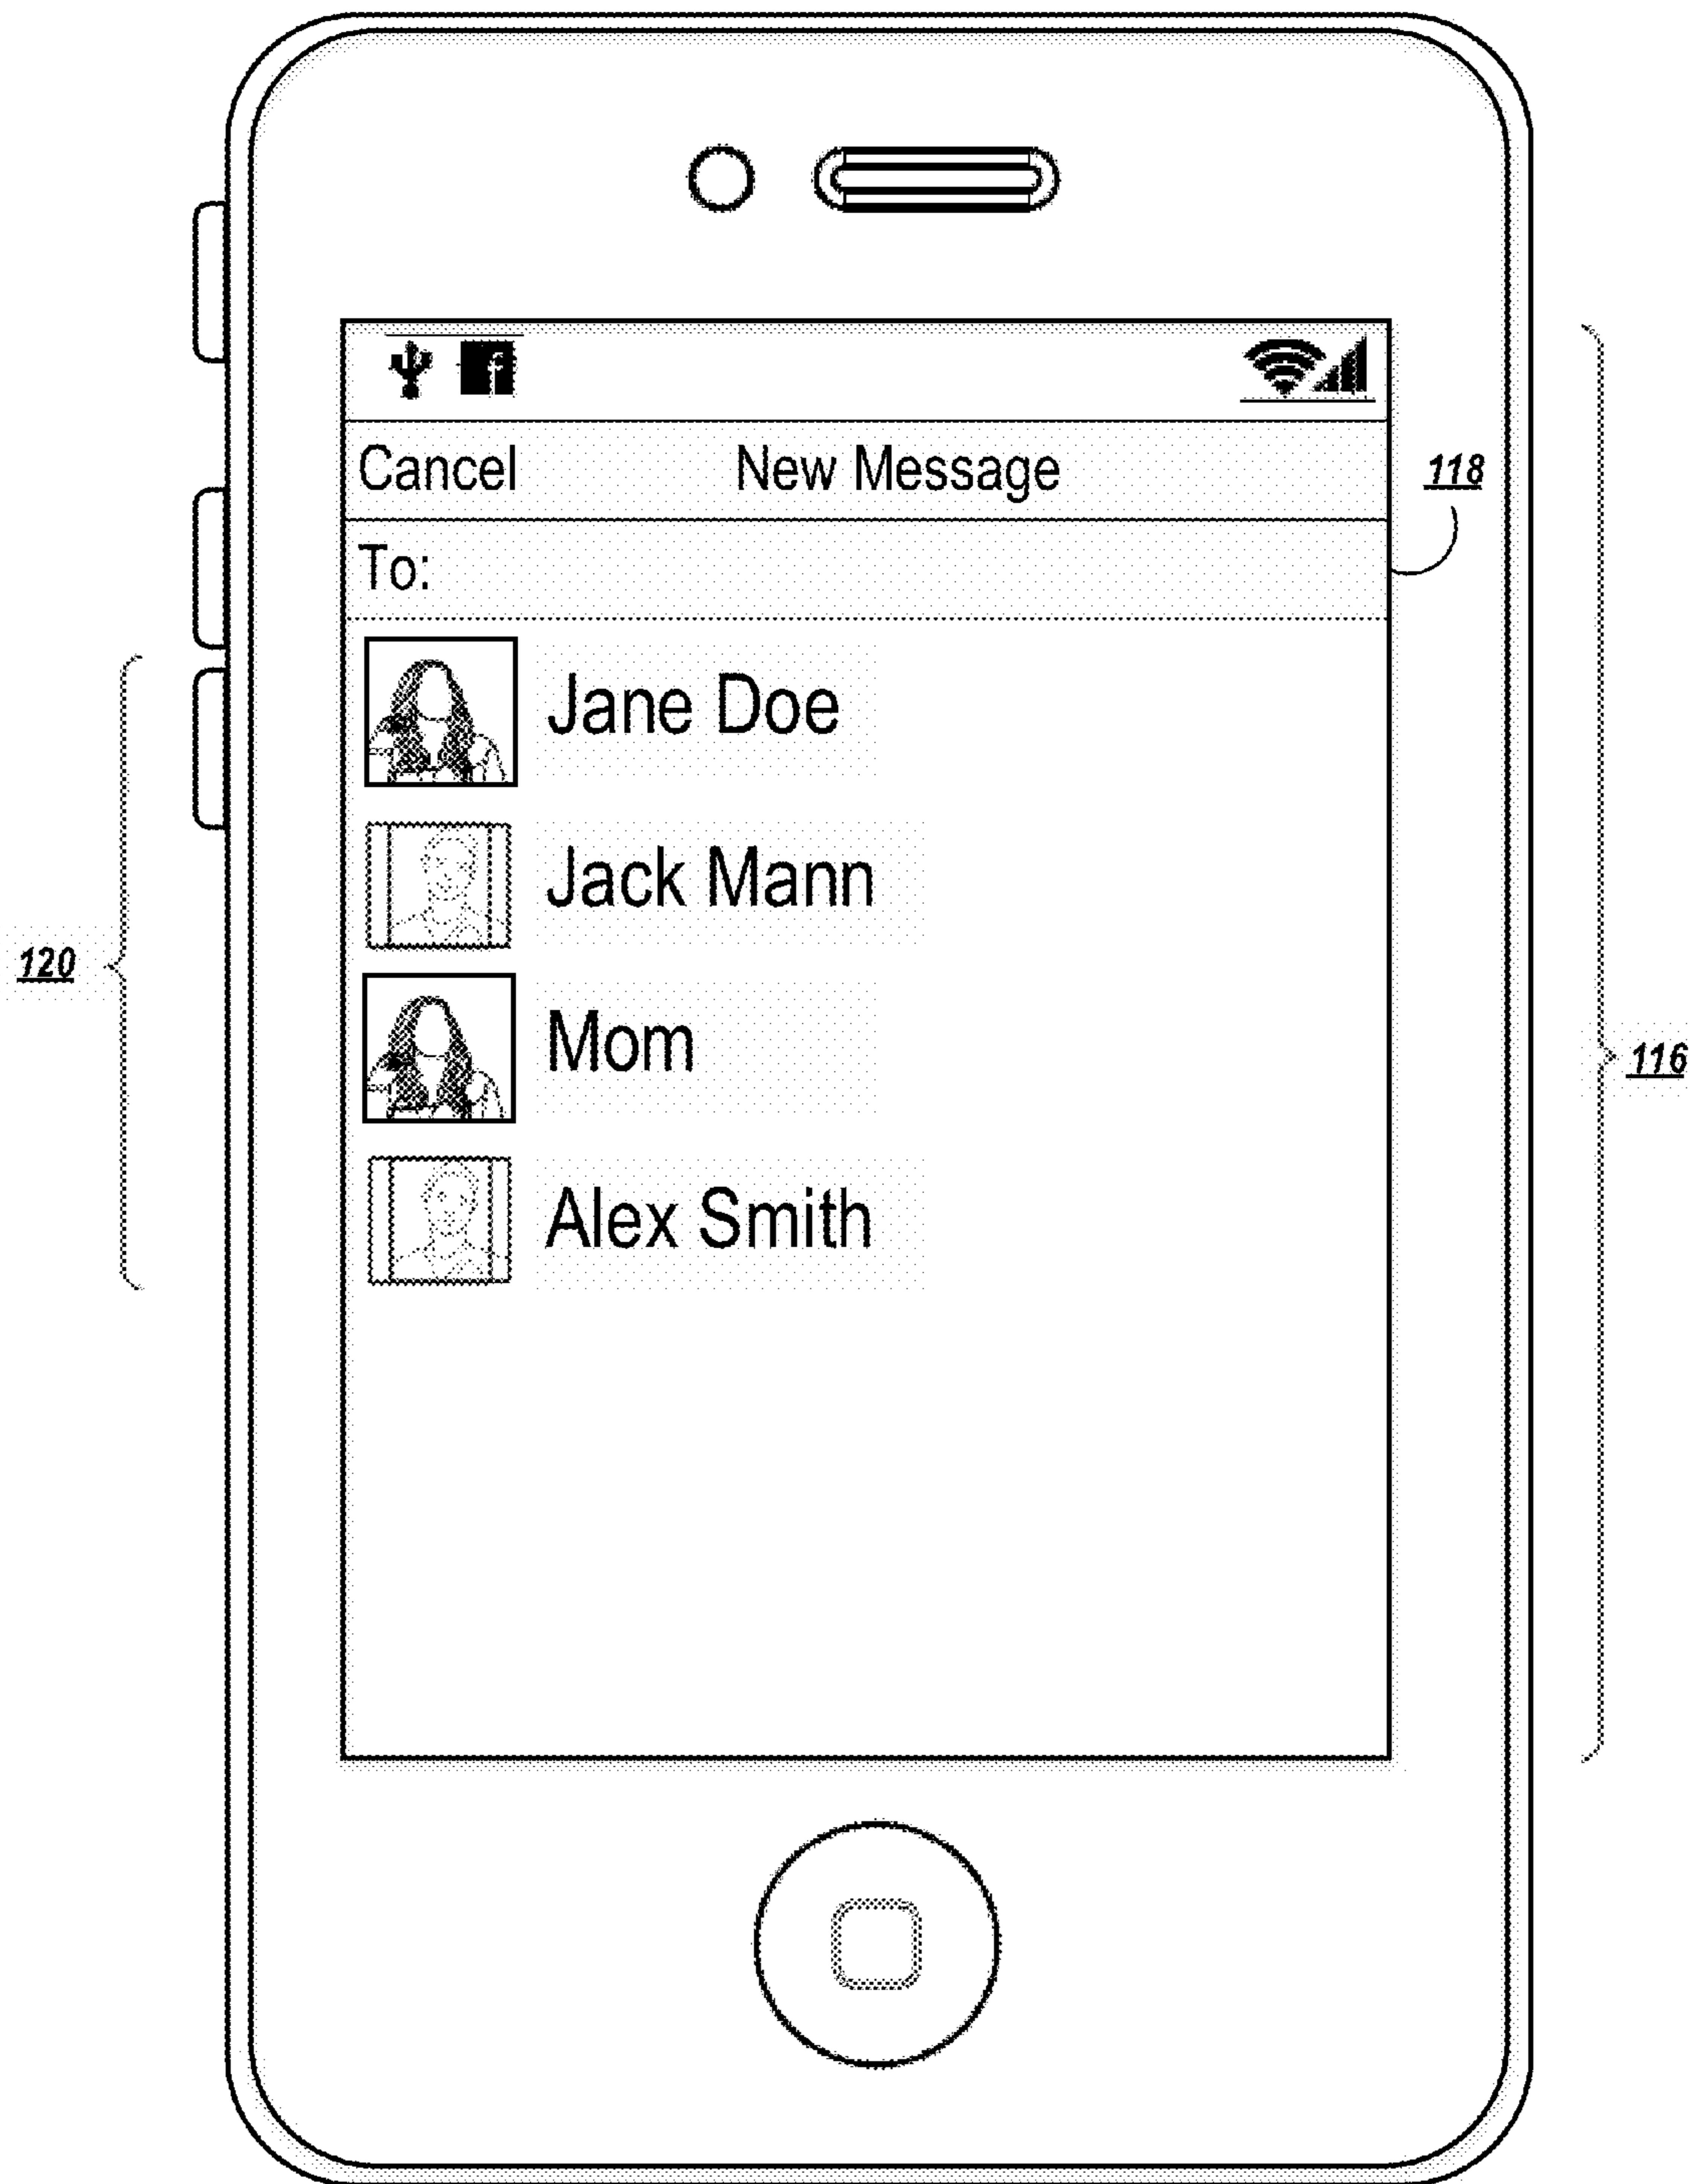 Cancel New Message
118
To:
Jane Doe
Jack Mann
120
Mom
116
Alex Smith